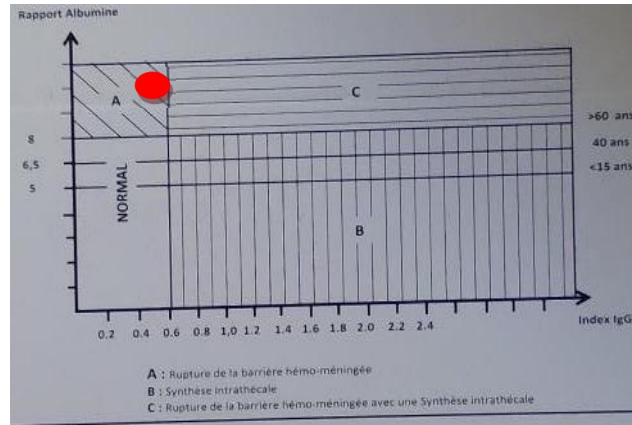 Rapport Albumine
A
C
>60 ans
8
40 ans
6,5
<15 ans
5
NORMAL
B
0.2 0.4 0.6 0.8 1,0 1.2 1.4 1.6 1.8 2.0 2.2 2.4
Index IgG
A : Rupture de la barrière hémo-méningée
B : Synthèse intrathécale
C : Rupture de la barrière hémo-méningée avec une Synthèse intrathécale